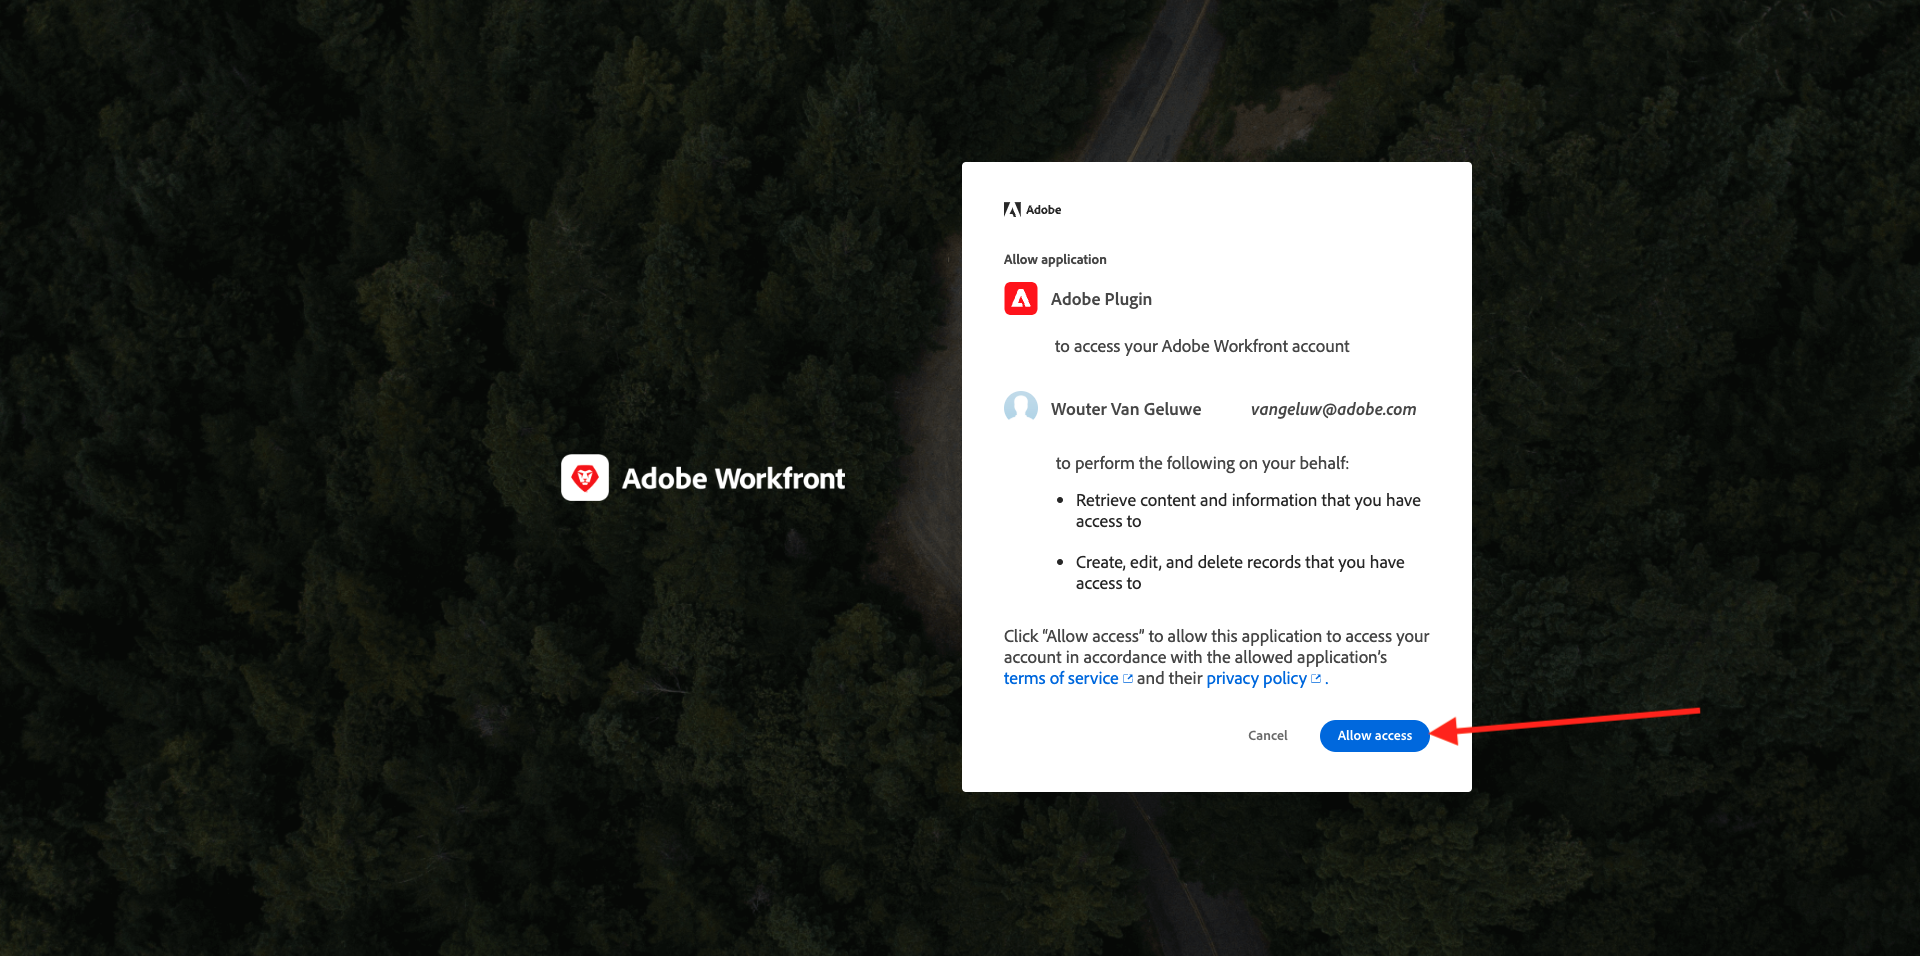 Adobe Workfront
Adobe
Allow application
Adobe Plugin
to access your Adobe Workfront account
Wouter Van Geluwe vangeluw@adobe.com
to perform the following on your behalf:
• Retrieve content and information that you have
access to
• Create, edit, and delete records that you have
access to
Click “Allow access” to allow this application to access your
account in accordance with the allowed application’s
terms of service and their privacy policy .
Cancel Allow access